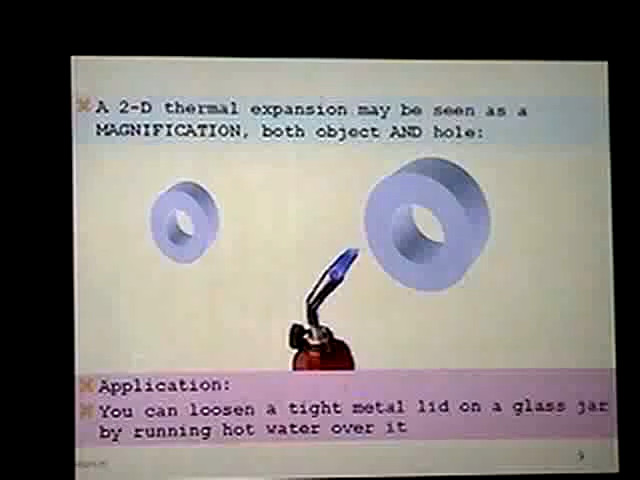 A 2-D thermal expansion may be seen as a
MAGNIFICATION, both object AND hole:
Application:
You can loosen a tight metal lid on a glass jar
by running hot water over it
9